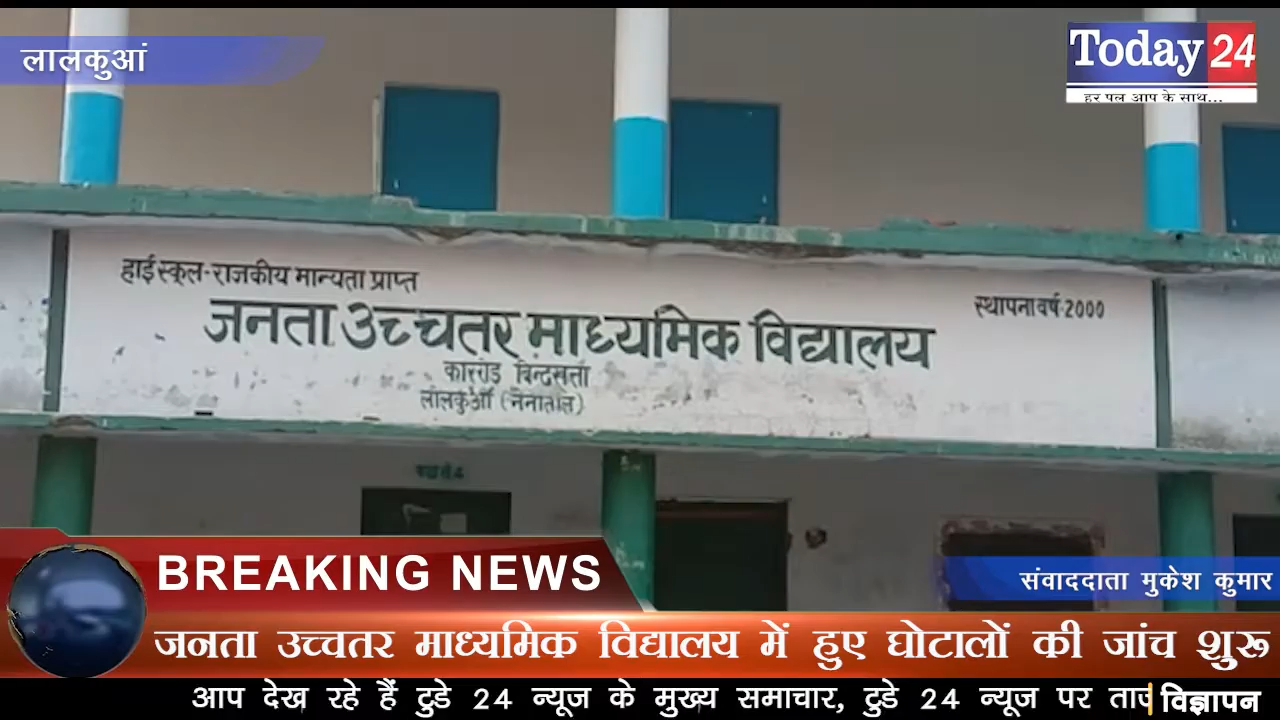 लालकुआं
Today 24
हर पल आप के साथ...
हाई स्कूल-राजकीय मान्यता प्राप्त
स्थापना वर्ष-2000
जनता उच्चतर माध्यमिक विद्यालय
काररोड बिन्दुखत्ता
लालकुआँ (नैनीताल)
BREAKING NEWS
संवाददाता मुकेश कुमार
जनता उच्चतर माध्यमिक विद्यालय में हुए घोटालों की जांच शुरू
आप देख रहे हैं टुडे 24 न्यूज के मुख्य समाचार, टुडे 24 न्यूज पर
विज्ञापन